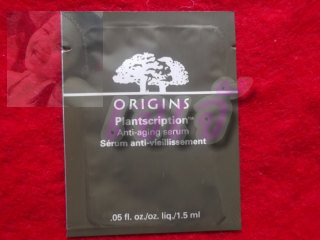 ORIGINS
Plantscription™
Anti-aging serum
Sérum anti-vieillissement
.05 fl. oz./oz. liq./1.5 ml